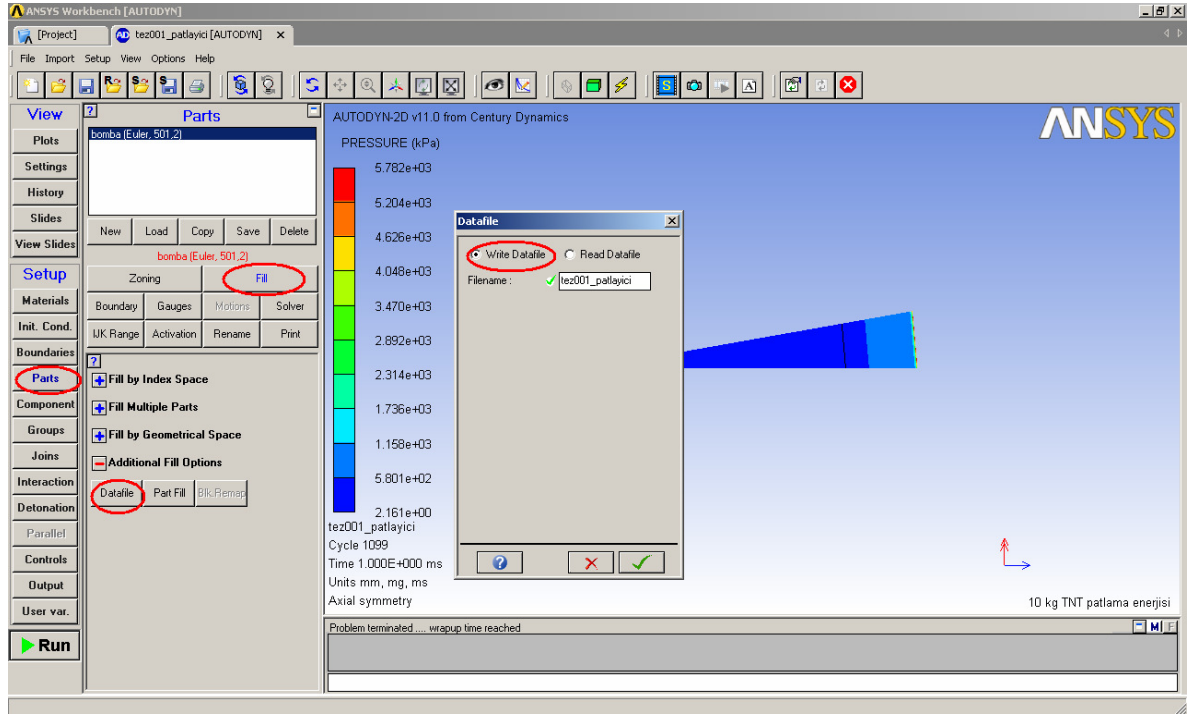 ANSYS Workbench [AUTODYN]
[Project]
AD tez001_patlayici [AUTODYN]
File Import Setup View Options Help
View
Plots
Settings
History
Slides
View Slides
Setup
Materials
Init. Cond.
Boundaries
Parts
Component
Groups
Joins
Interaction
Detonation
Parallel
Controls
Output
User var.
Run
? Parts
bomba (Euler, 501,2)
New Load Copy Save Delete
bomba (Euler, 501,2)
Zoning Fill
Boundary Gauges Motions Solver
IJK Range Activation Rename Print
?
Fill by Index Space
Fill Multiple Parts
Fill by Geometrical Space
Additional Fill Options
Datafile Part Fill Blk.Remap
AUTODYN-2D v11.0 from Century Dynamics
ANSYS
PRESSURE (kPa)
5.782e+03
5.204e+03
4.626e+03
4.048e+03
3.470e+03
2.892e+03
2.314e+03
1.736e+03
1.158e+03
5.801e+02
2.161e+00
tez001_patlayici
Cycle 1099
Time 1.000E+000 ms
Units mm, mg, ms
Axial symmetry
Datafile
Write Datafile Read Datafile
Filename : tez001_patlayici
10 kg TNT patlama enerjisi
Problem terminated .... wrapup time reached
M F